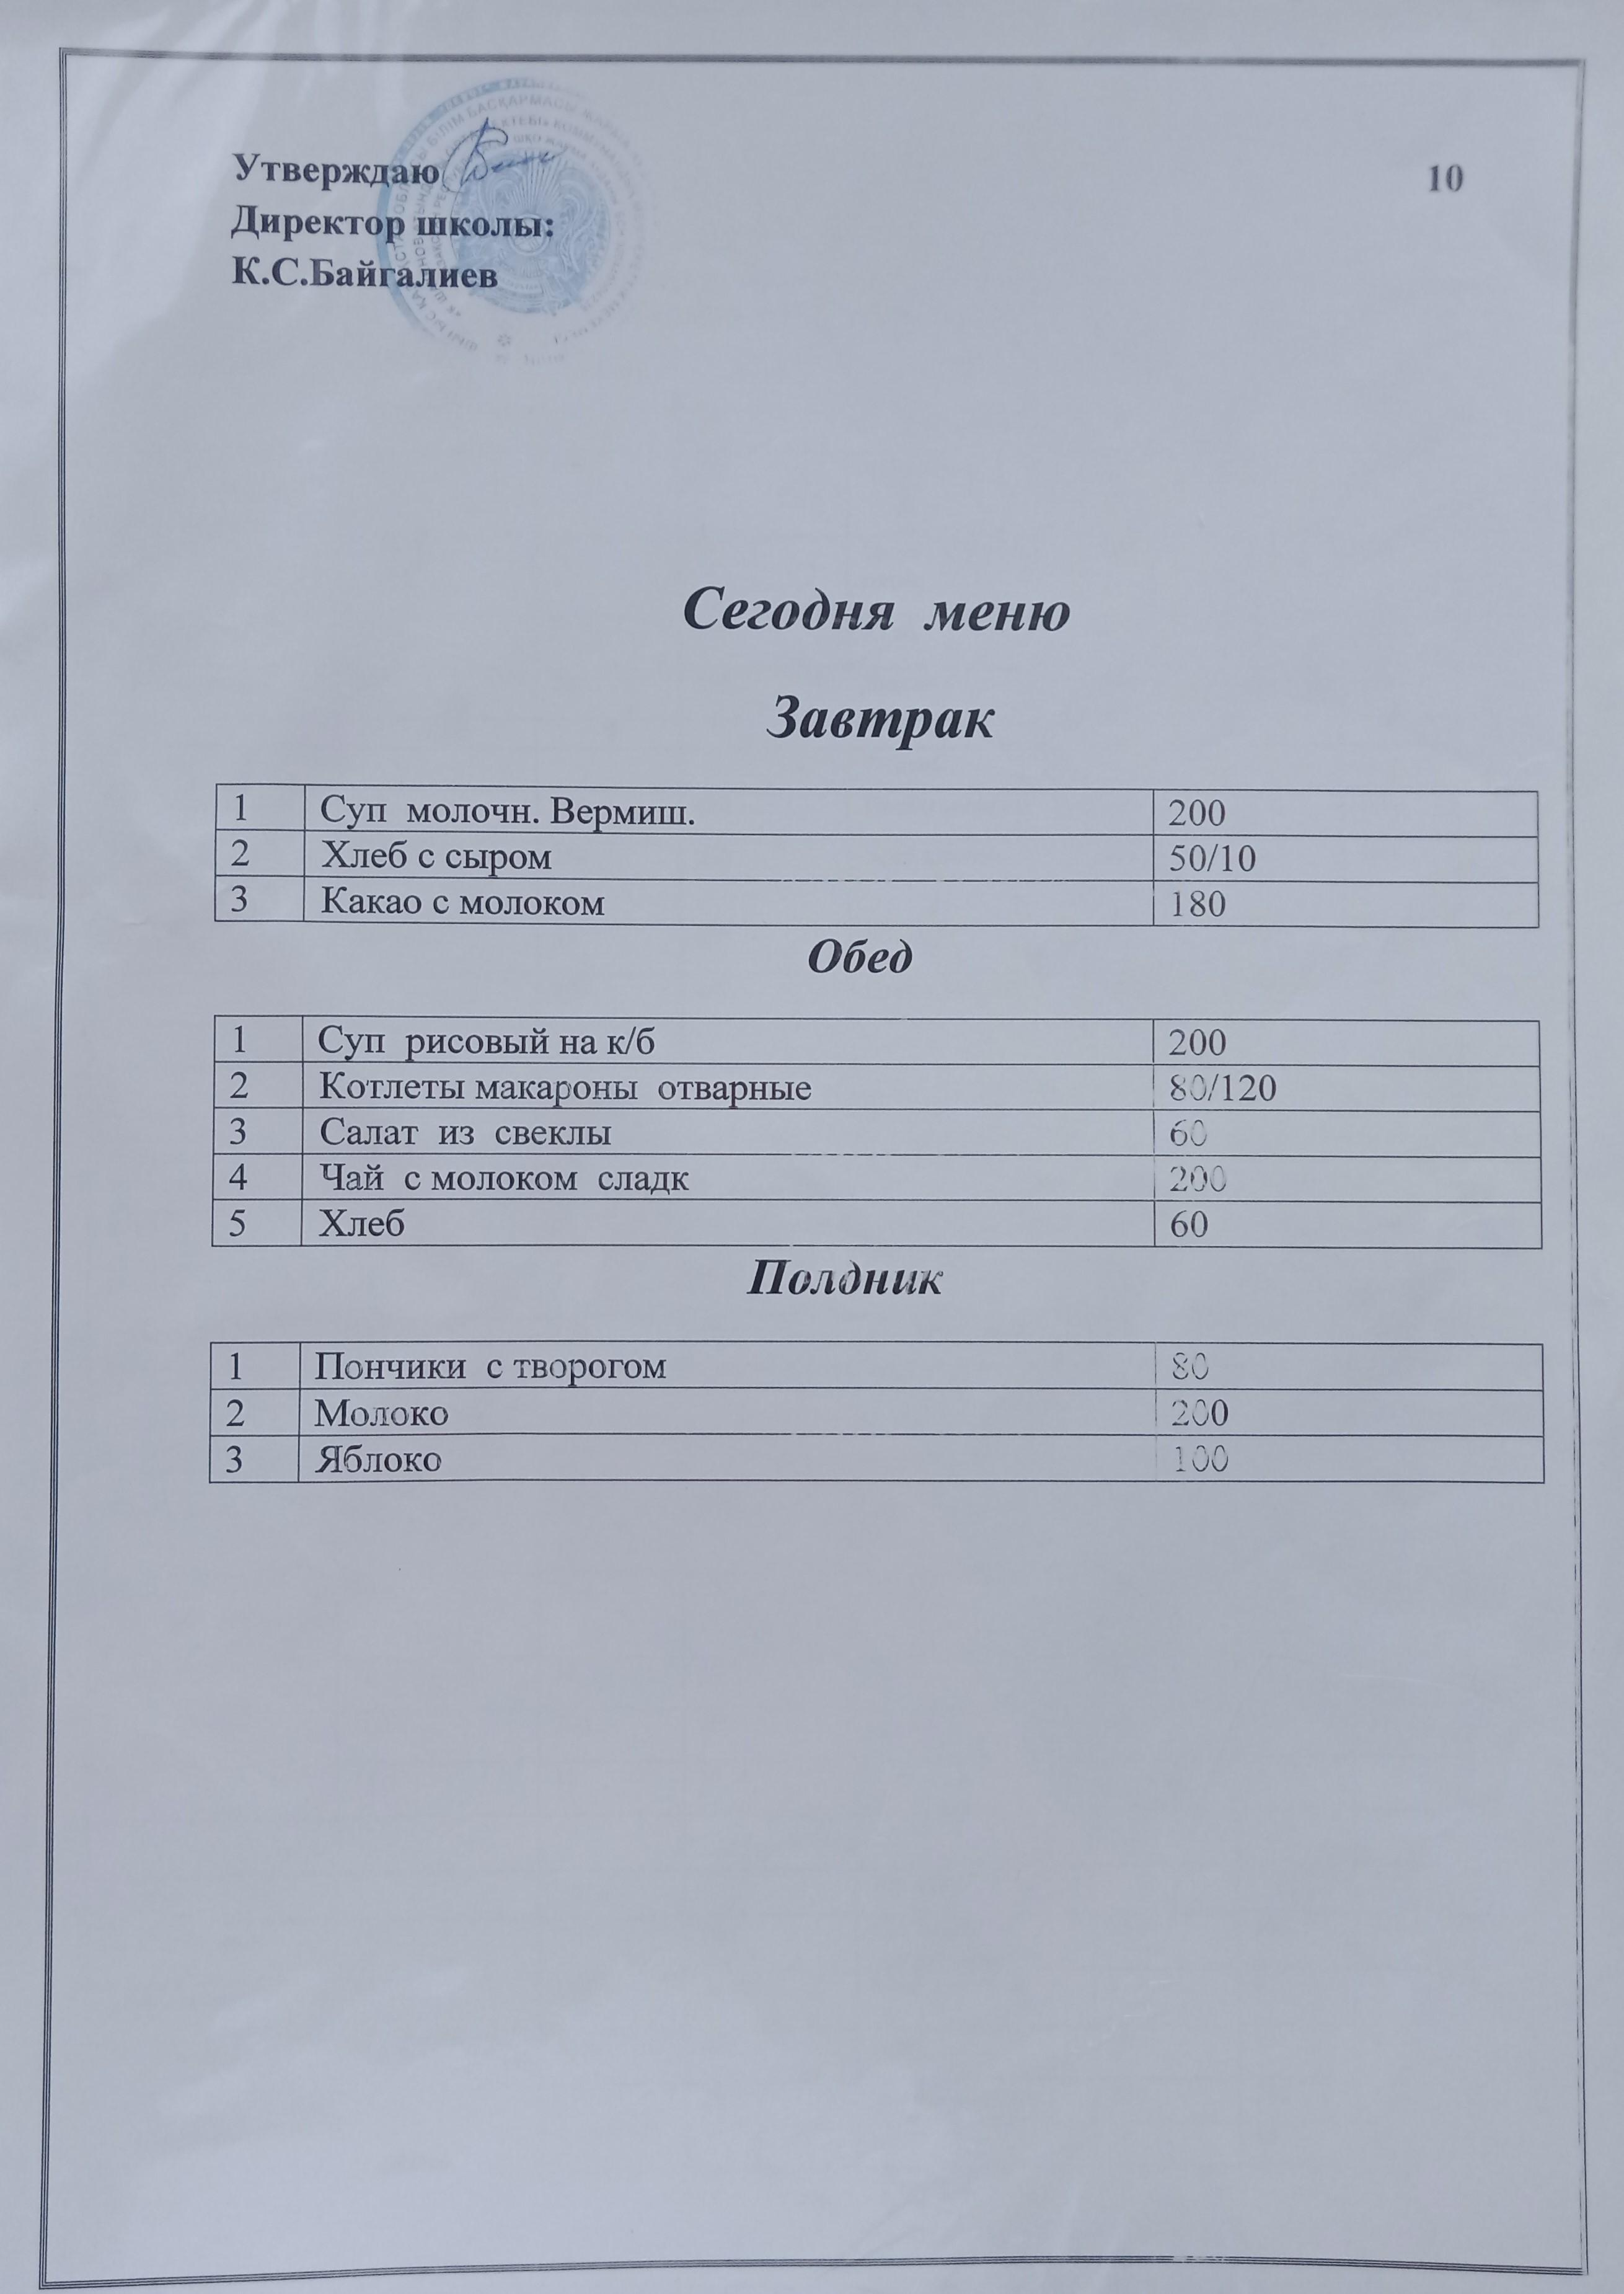 Утверждаю
10
Директор школы:
К.С.Байгалиев
Сегодня меню
Завтрак
1 Суп молочн. Вермиш. 200
2 Хлеб с сыром 50/10
3 Какао с молоком 180
Обед
1 Суп рисовый на к/б 200
2 Котлеты макароны отварные 80/120
3 Салат из свеклы 60
4 Чай с молоком сладк 200
5 Хлеб 60
Полдник
1 Пончики с творогом 80
2 Молоко 200
3 Яблоко 100